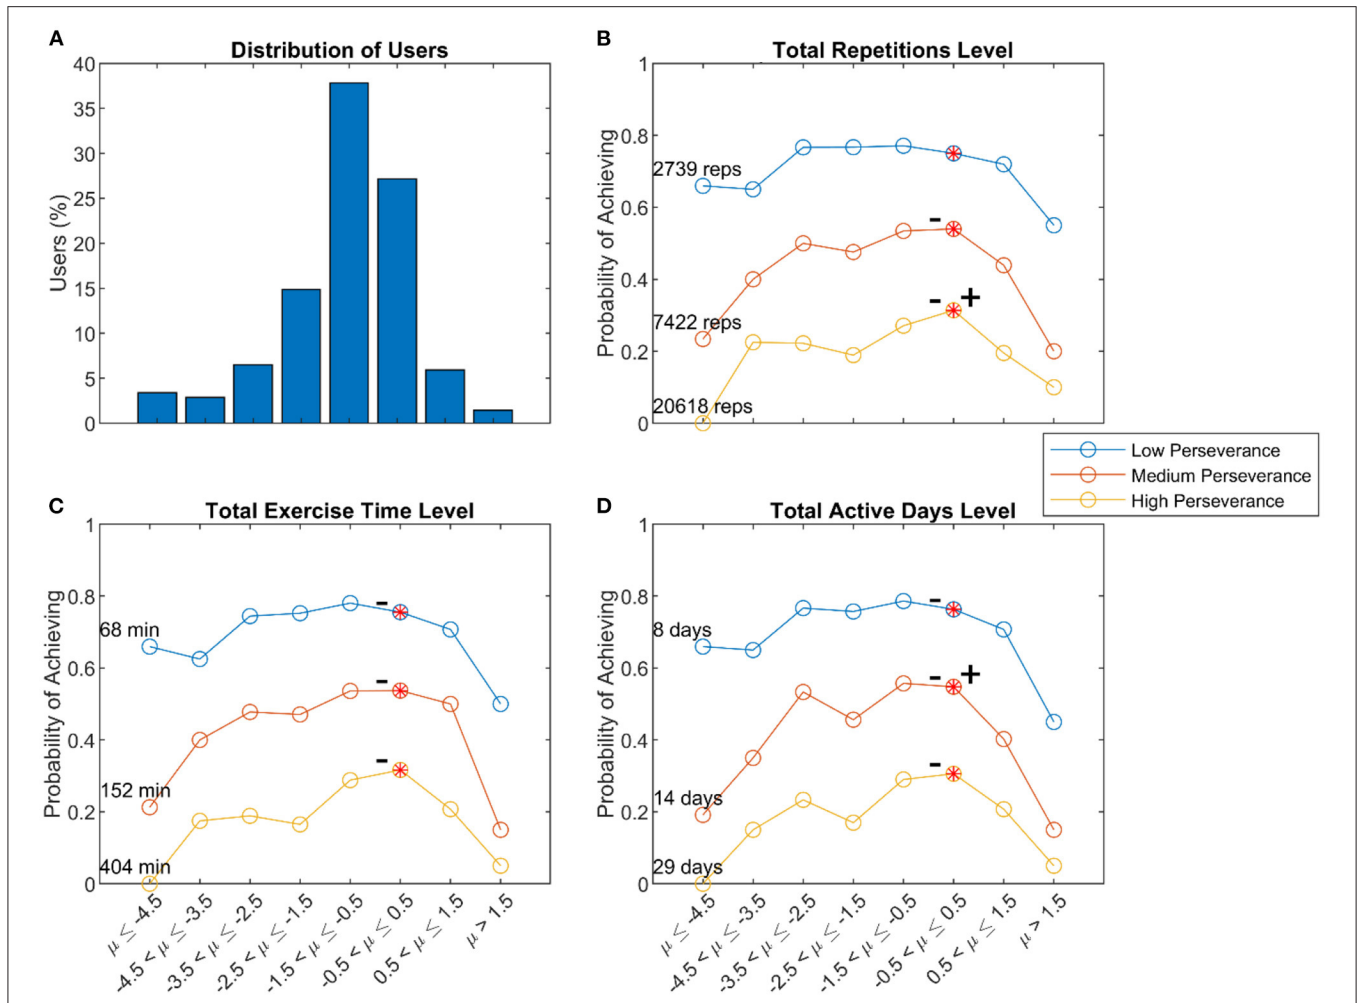 A
Distribution of Users
Users (%)
40
35
30
25
20
15
10
5
0
B
Total Repetitions Level
Probability of Achieving
1
0.8
0.6
0.4
0.2
0
2739 reps
7422 reps
20618 reps
-
- +
Low Perseverance
Medium Perseverance
High Perseverance
C
Total Exercise Time Level
Probability of Achieving
1
0.8
0.6
0.4
0.2
0
68 min
152 min
404 min
-
-
-
μ ≤ -4.5
-4.5 < μ ≤ -3.5
-3.5 < μ ≤ -2.5
-2.5 < μ ≤ -1.5
-1.5 < μ ≤ -0.5
-0.5 < μ ≤ 0.5
0.5 < μ ≤ 1.5
μ > 1.5
D
Total Active Days Level
Probability of Achieving
1
0.8
0.6
0.4
0.2
0
8 days
14 days
29 days
-
- +
-
μ ≤ -4.5
-4.5 < μ ≤ -3.5
-3.5 < μ ≤ -2.5
-2.5 < μ ≤ -1.5
-1.5 < μ ≤ -0.5
-0.5 < μ ≤ 0.5
0.5 < μ ≤ 1.5
μ > 1.5